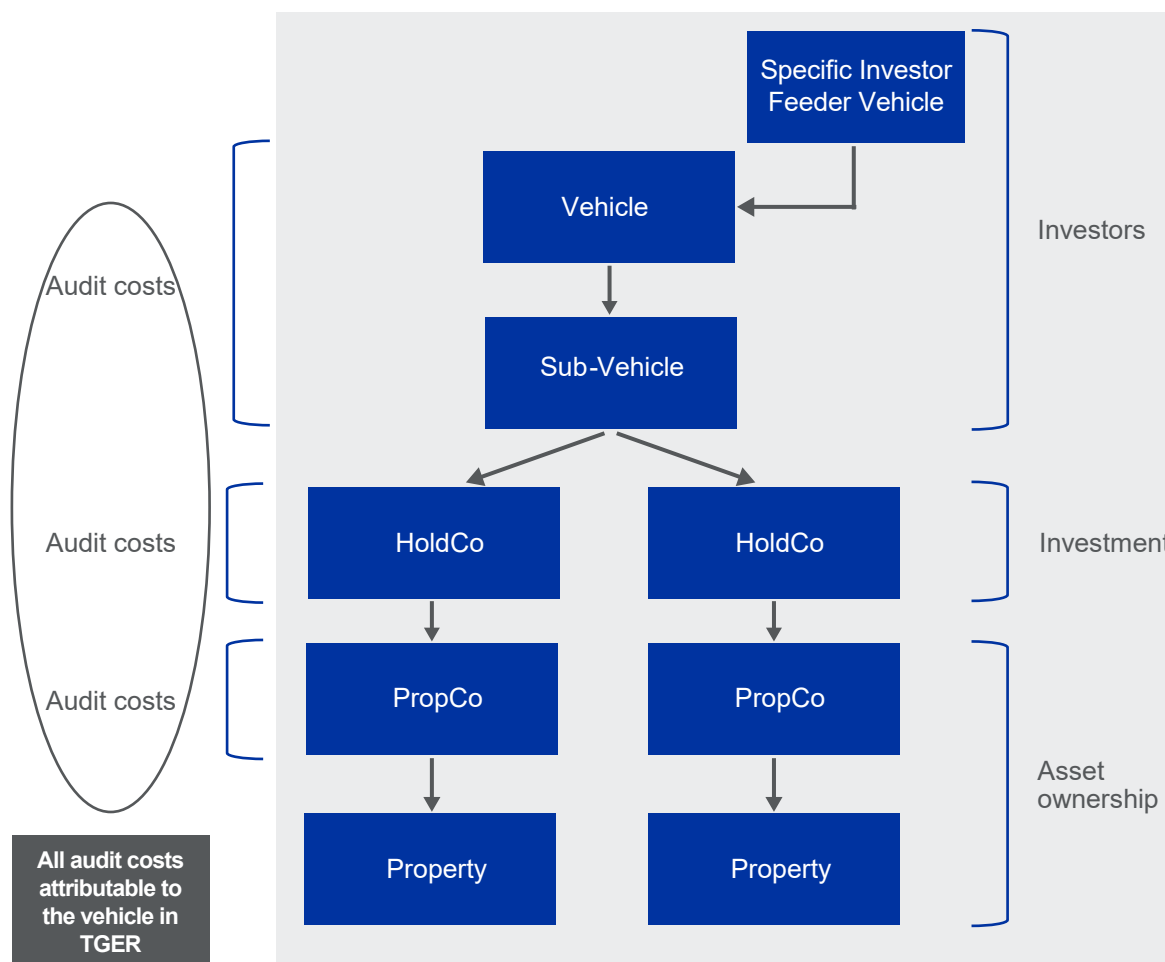 Specific Investor
Feeder Vehicle
Vehicle
Investors
Audit costs
Sub-Vehicle
Audit costs
HoldCo
HoldCo
Investment
Audit costs
PropCo
PropCo
Asset
ownership
Property
Property
All audit costs
attributable to
the vehicle in
TGER